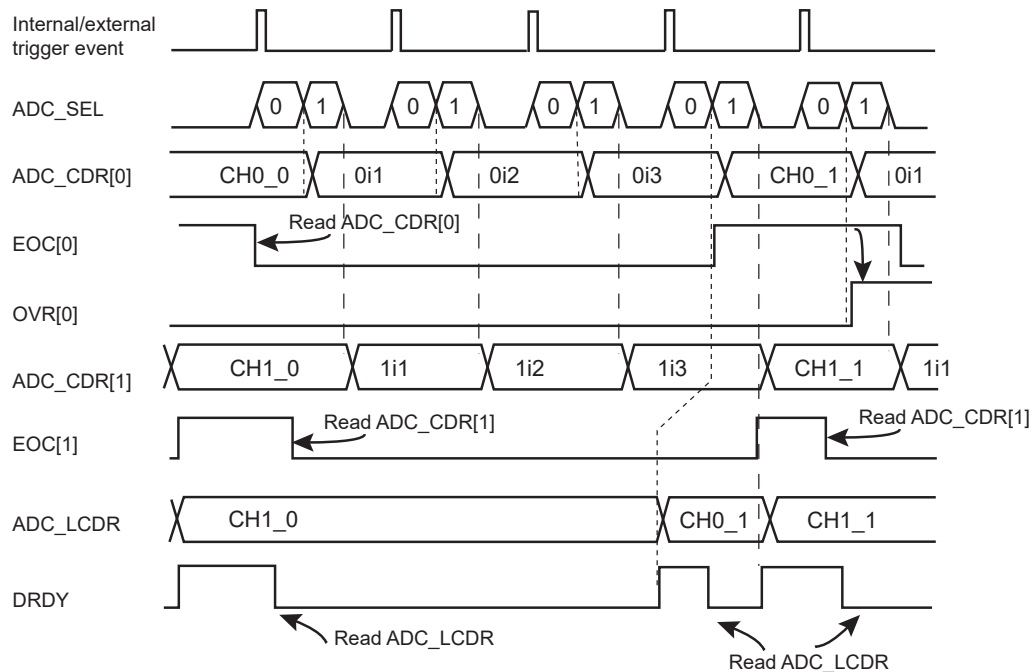 Internal/external
trigger event
ADC_SEL
0 1 0 1 0 1 0 1 0 1
ADC_CDR[0]
CH0_0 0i1 0i2 0i3 CH0_1 0i1
EOC[0]
Read ADC_CDR[0]
OVR[0]
ADC_CDR[1]
CH1_0 1i1 1i2 1i3 CH1_1 1i1
EOC[1]
Read ADC_CDR[1]
Read ADC_CDR[1]
ADC_LCDR
CH1_0 CH0_1 CH1_1
DRDY
Read ADC_LCDR
Read ADC_LCDR